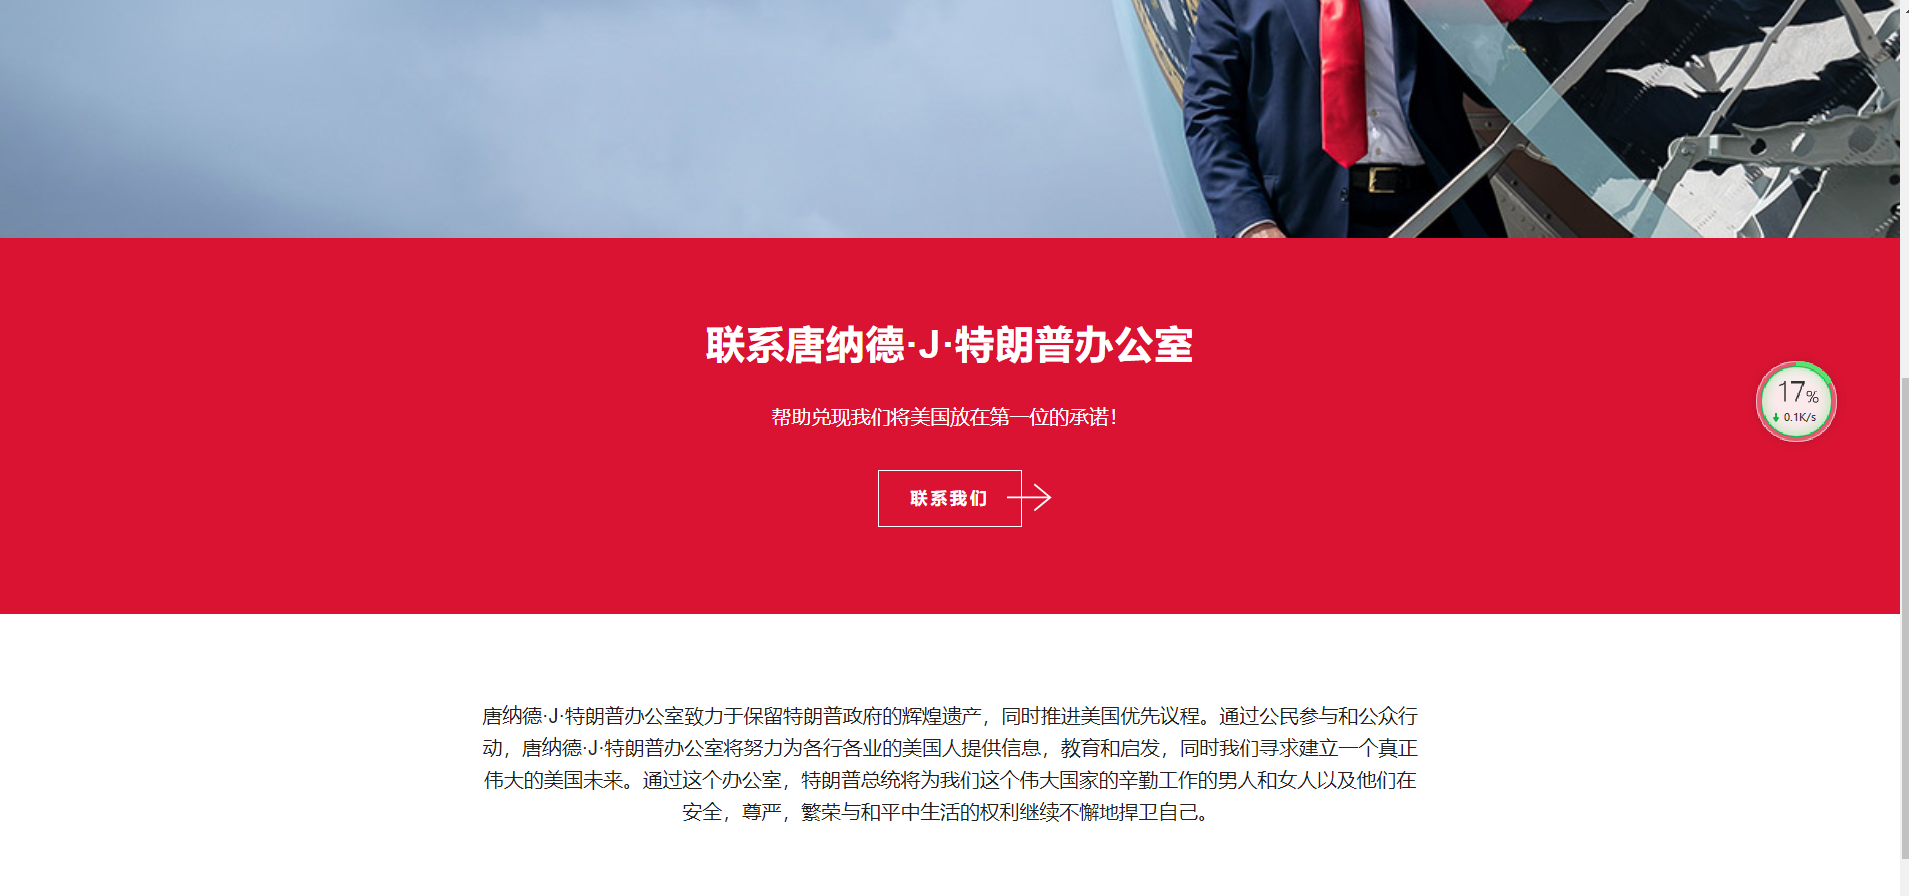 联系唐纳德·J·特朗普办公室
帮助兑现我们将美国放在第一位的承诺！
17%
0.1K/s
联系我们
唐纳德·J·特朗普办公室致力于保留特朗普政府的辉煌遗产，同时推进美国优先议程。通过公民参与和公众行
动，唐纳德·J·特朗普办公室将努力为各行各业的美国人提供信息，教育和启发，同时我们寻求建立一个真正
伟大的美国未来。通过这个办公室，特朗普总统将为我们这个伟大国家的辛勤工作的男人和女人以及他们在
安全，尊严，繁荣与和平中生活的权利继续不懈地捍卫自己。